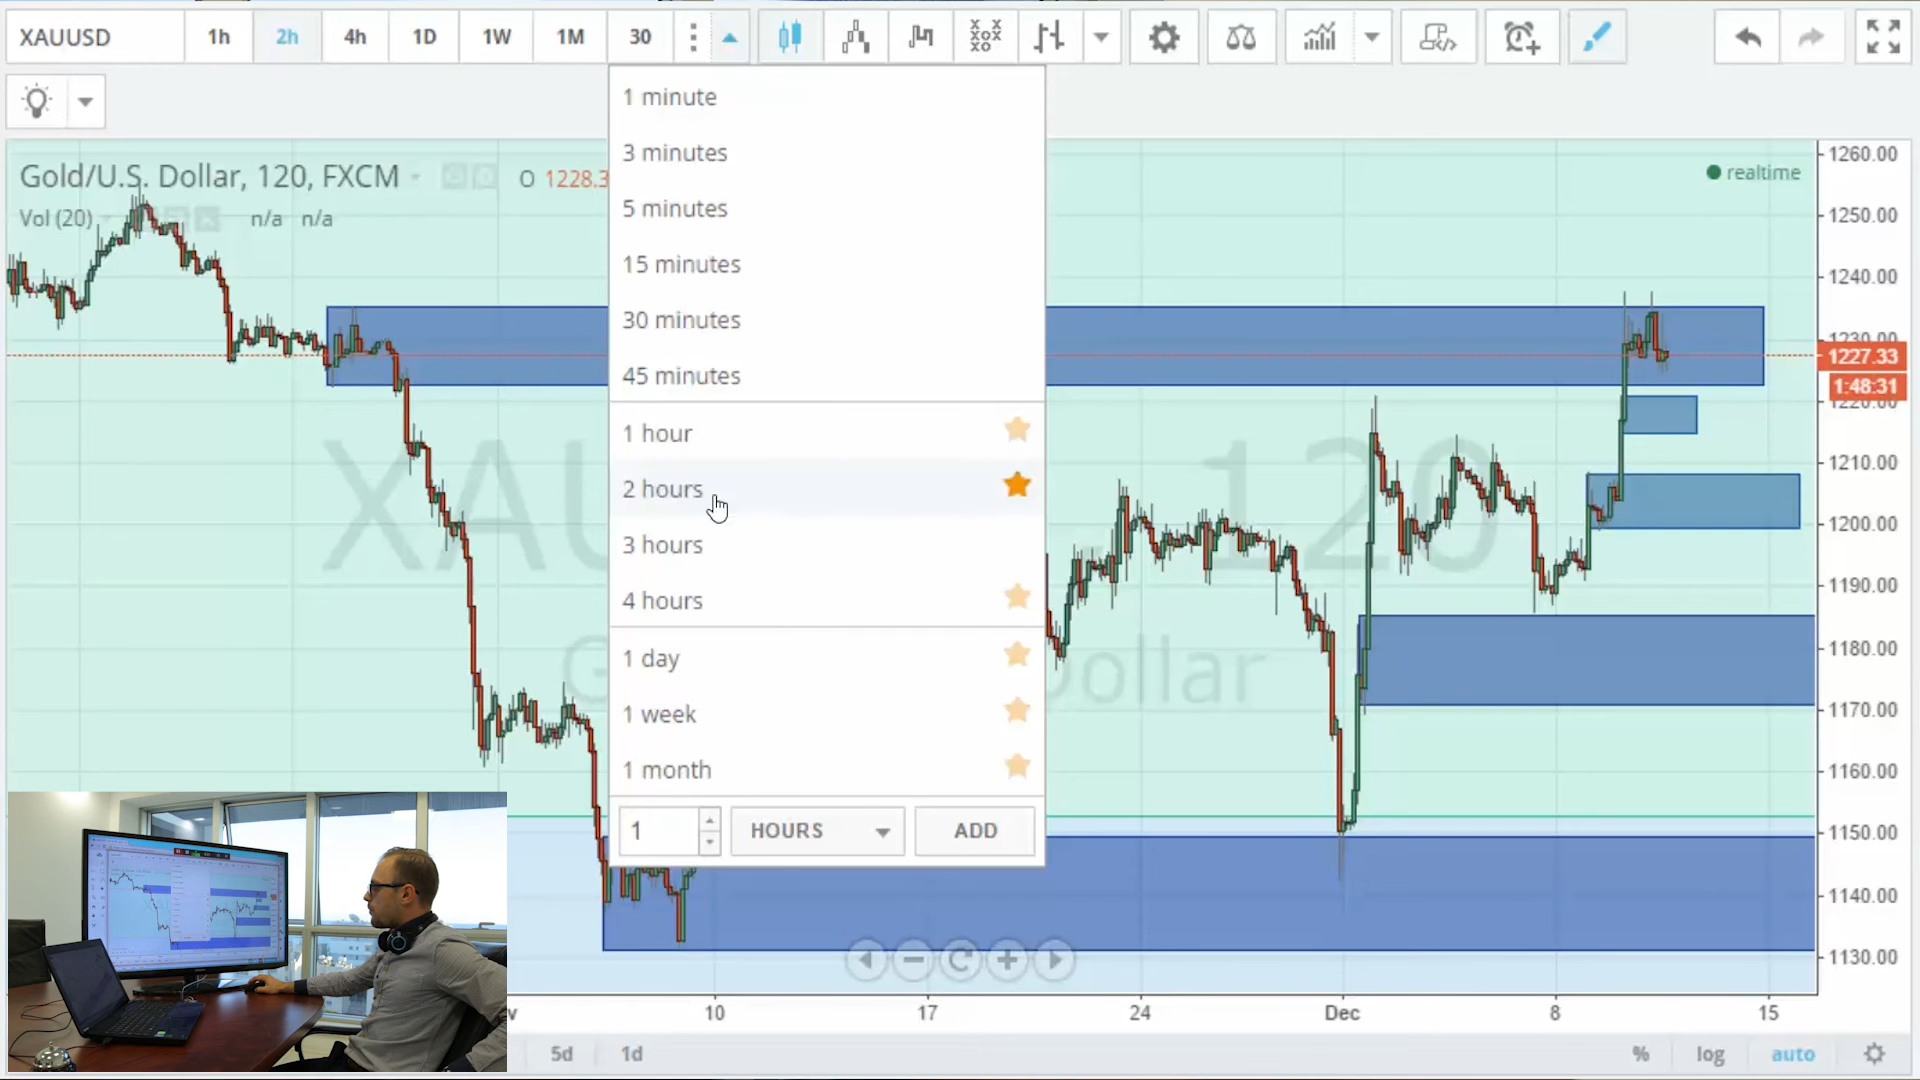 XAUUSD 1h 2h 4h 1D 1W 1M 30
Gold/U.S. Dollar, 120, FXCM O 1228.3
Vol (20) n/a n/a
realtime
1 minute
3 minutes
5 minutes
15 minutes
30 minutes
45 minutes
1 hour
2 hours
3 hours
4 hours
1 day
1 week
1 month
1 HOURS ADD
1260.00
1250.00
1240.00
1230.00
1227.33
1:48:31
1220.00
1210.00
1200.00
1190.00
1180.00
1170.00
1160.00
1150.00
1140.00
1130.00
10 17 24 Dec 8 15
5d 1d % log auto